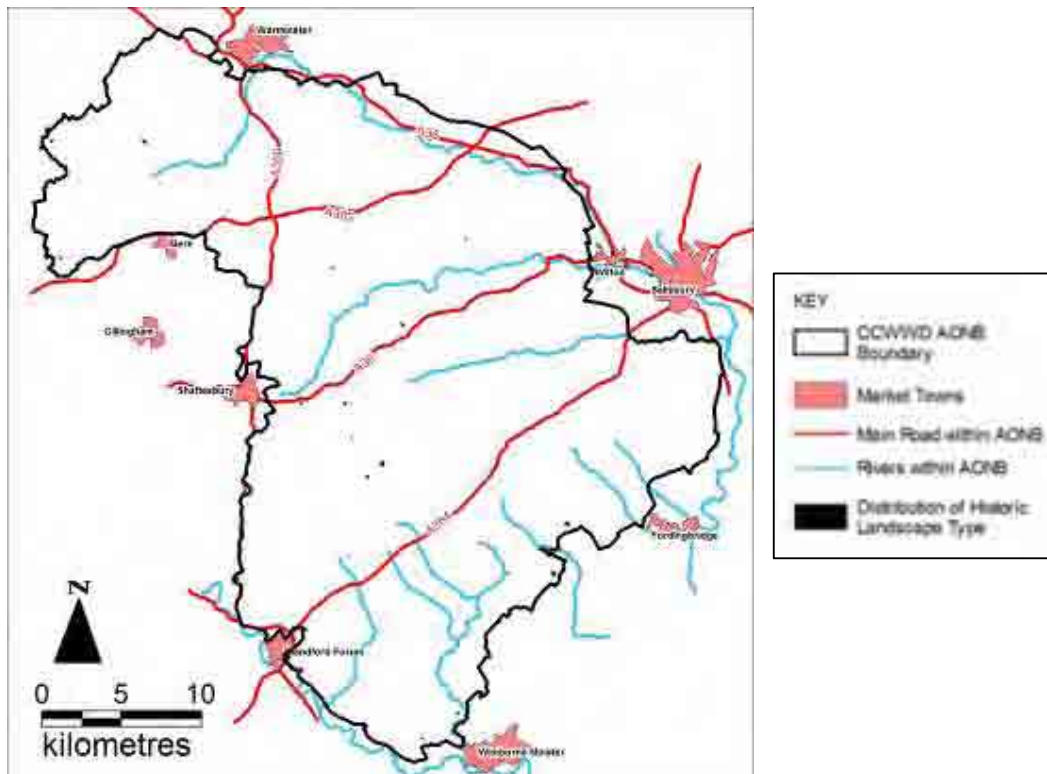 Warminster
A36
A350
A303
Mere
Wilton
Salisbury
Gillingham
A30
Shaftesbury
A354
Fordingbridge
N
Blandford Forum
0 5 10
kilometres
Wimborne Minster
KEY
CCWWD AONB
Boundary
Market Towns
Main Road within AONB
Rivers within AONB
Distribution of Historic
Landscape Type